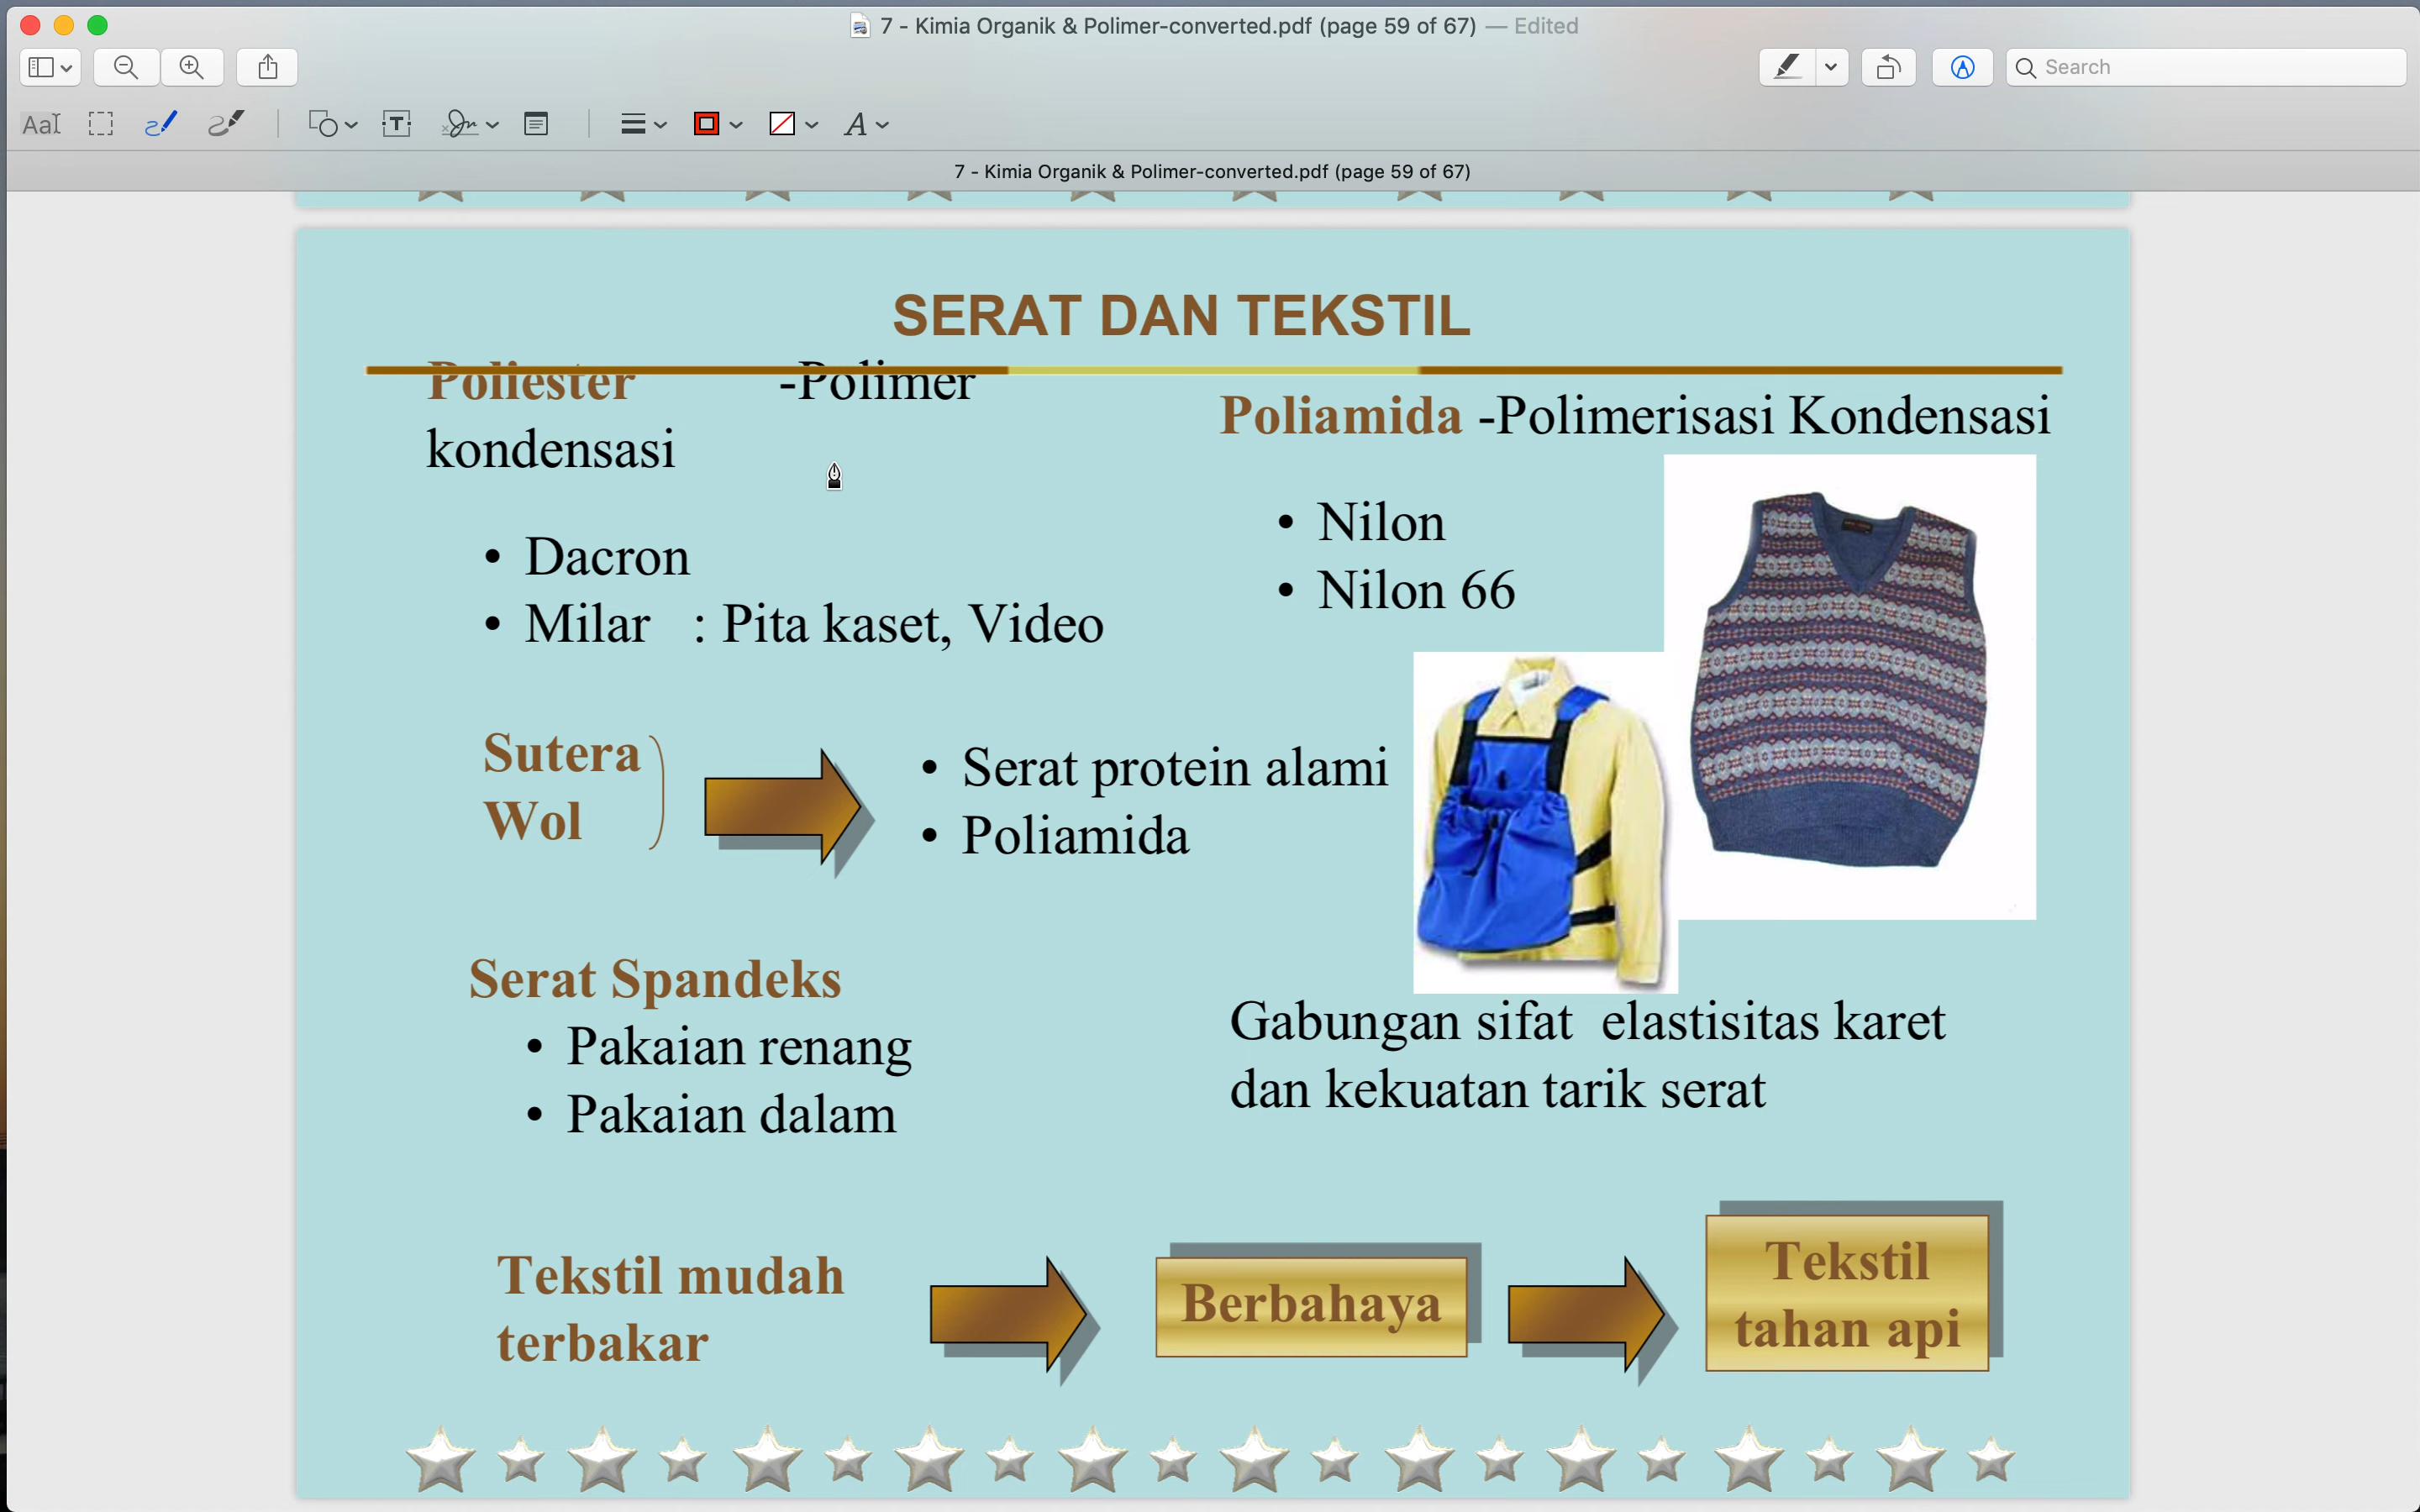 7 - Kimia Organik & Polimer-converted.pdf (page 59 of 67) — Edited
Search
AaI
T
A
7 - Kimia Organik & Polimer-converted.pdf (page 59 of 67)
SERAT DAN TEKSTIL
Poliester -Polimer
kondensasi
• Dacron
• Milar : Pita kaset, Video
Poliamida -Polimerisasi Kondensasi
• Nilon
• Nilon 66
Sutera
Wol
• Serat protein alami
• Poliamida
Serat Spandeks
• Pakaian renang
• Pakaian dalam
Gabungan sifat elastisitas karet
dan kekuatan tarik serat
Tekstil mudah
terbakar
Berbahaya
Tekstil
tahan api